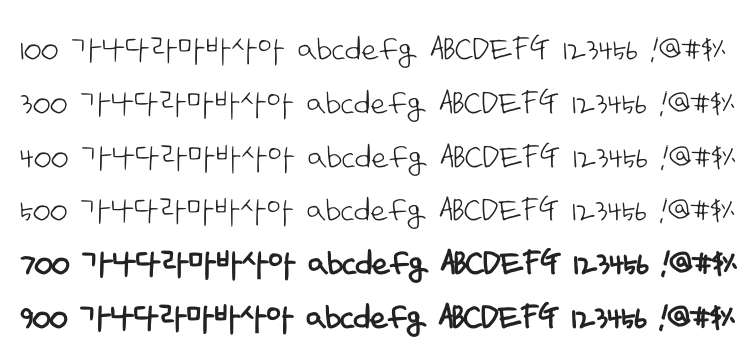 100 가나다라마바사아 abcdefg ABCDEFG 123456 !@#$%
300 가나다라마바사아 abcdefg ABCDEFG 123456 !@#$%
400 가나다라마바사아 abcdefg ABCDEFG 123456 !@#$%
500 가나다라마바사아 abcdefg ABCDEFG 123456 !@#$%
700 가나다라마바사아 abcdefg ABCDEFG 123456 !@#$%
900 가나다라마바사아 abcdefg ABCDEFG 123456 !@#$%